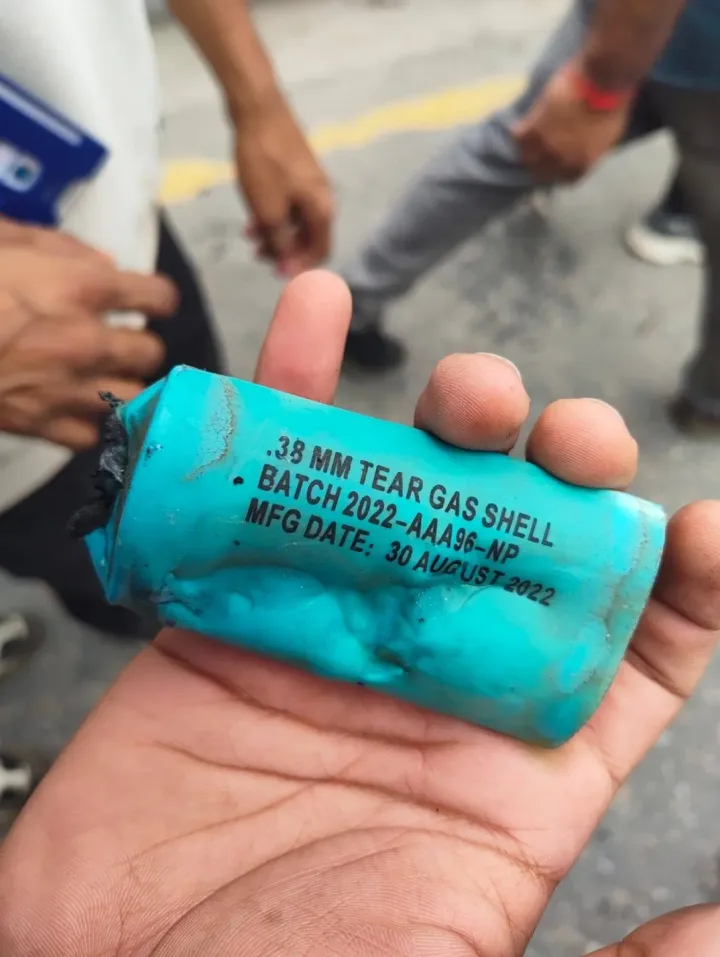 .38 MM TEAR GAS SHELL
BATCH 2022-AAA96-NP
MFG DATE: 30 AUGUST 2022